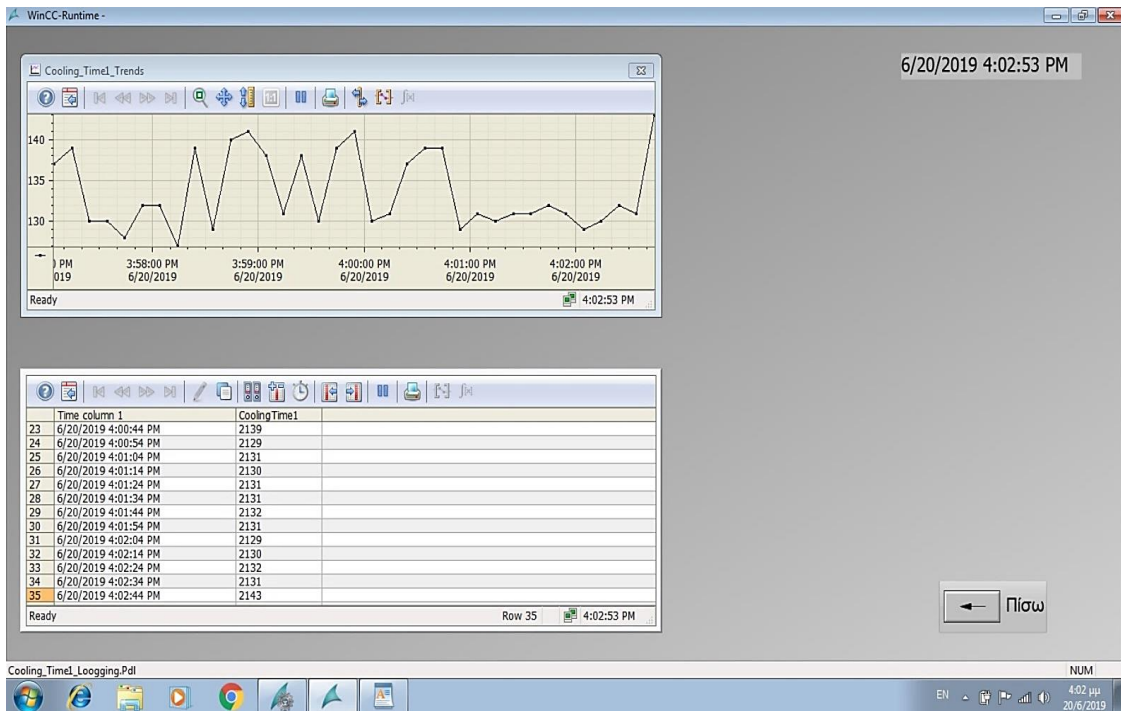 WinCC-Runtime -
6/20/2019 4:02:53 PM
Cooling_Time1_Trends
140
135
130
) PM 3:58:00 PM 3:59:00 PM 4:00:00 PM 4:01:00 PM 4:02:00 PM
019 6/20/2019 6/20/2019 6/20/2019 6/20/2019 6/20/2019
Ready 4:02:53 PM
Time column 1 CoolingTime1
23 6/20/2019 4:00:44 PM 2139
24 6/20/2019 4:00:54 PM 2129
25 6/20/2019 4:01:04 PM 2131
26 6/20/2019 4:01:14 PM 2130
27 6/20/2019 4:01:24 PM 2131
28 6/20/2019 4:01:34 PM 2131
29 6/20/2019 4:01:44 PM 2132
30 6/20/2019 4:01:54 PM 2131
31 6/20/2019 4:02:04 PM 2129
32 6/20/2019 4:02:14 PM 2130
33 6/20/2019 4:02:24 PM 2132
34 6/20/2019 4:02:34 PM 2131
35 6/20/2019 4:02:44 PM 2143
Ready Row 35 4:02:53 PM
Πίσω
Cooling_Time1_Loogging.Pdl NUM
EN 4:02 μμ
20/6/2019